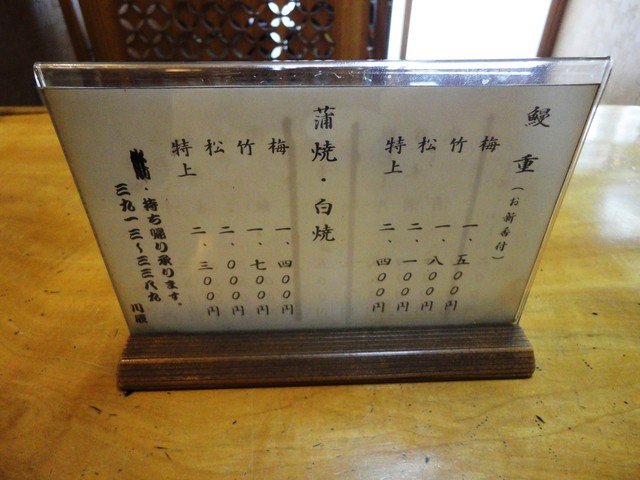 鰻重(お新香付)
梅 一、五〇〇円
竹 一、八〇〇円
松 二、一〇〇円
特上 二、四〇〇円
蒲焼・白焼
梅 一、四〇〇円
竹 一、七〇〇円
松 二、〇〇〇円
特上 二、三〇〇円
・持ち帰り承ります。
三九一三〜三三八九